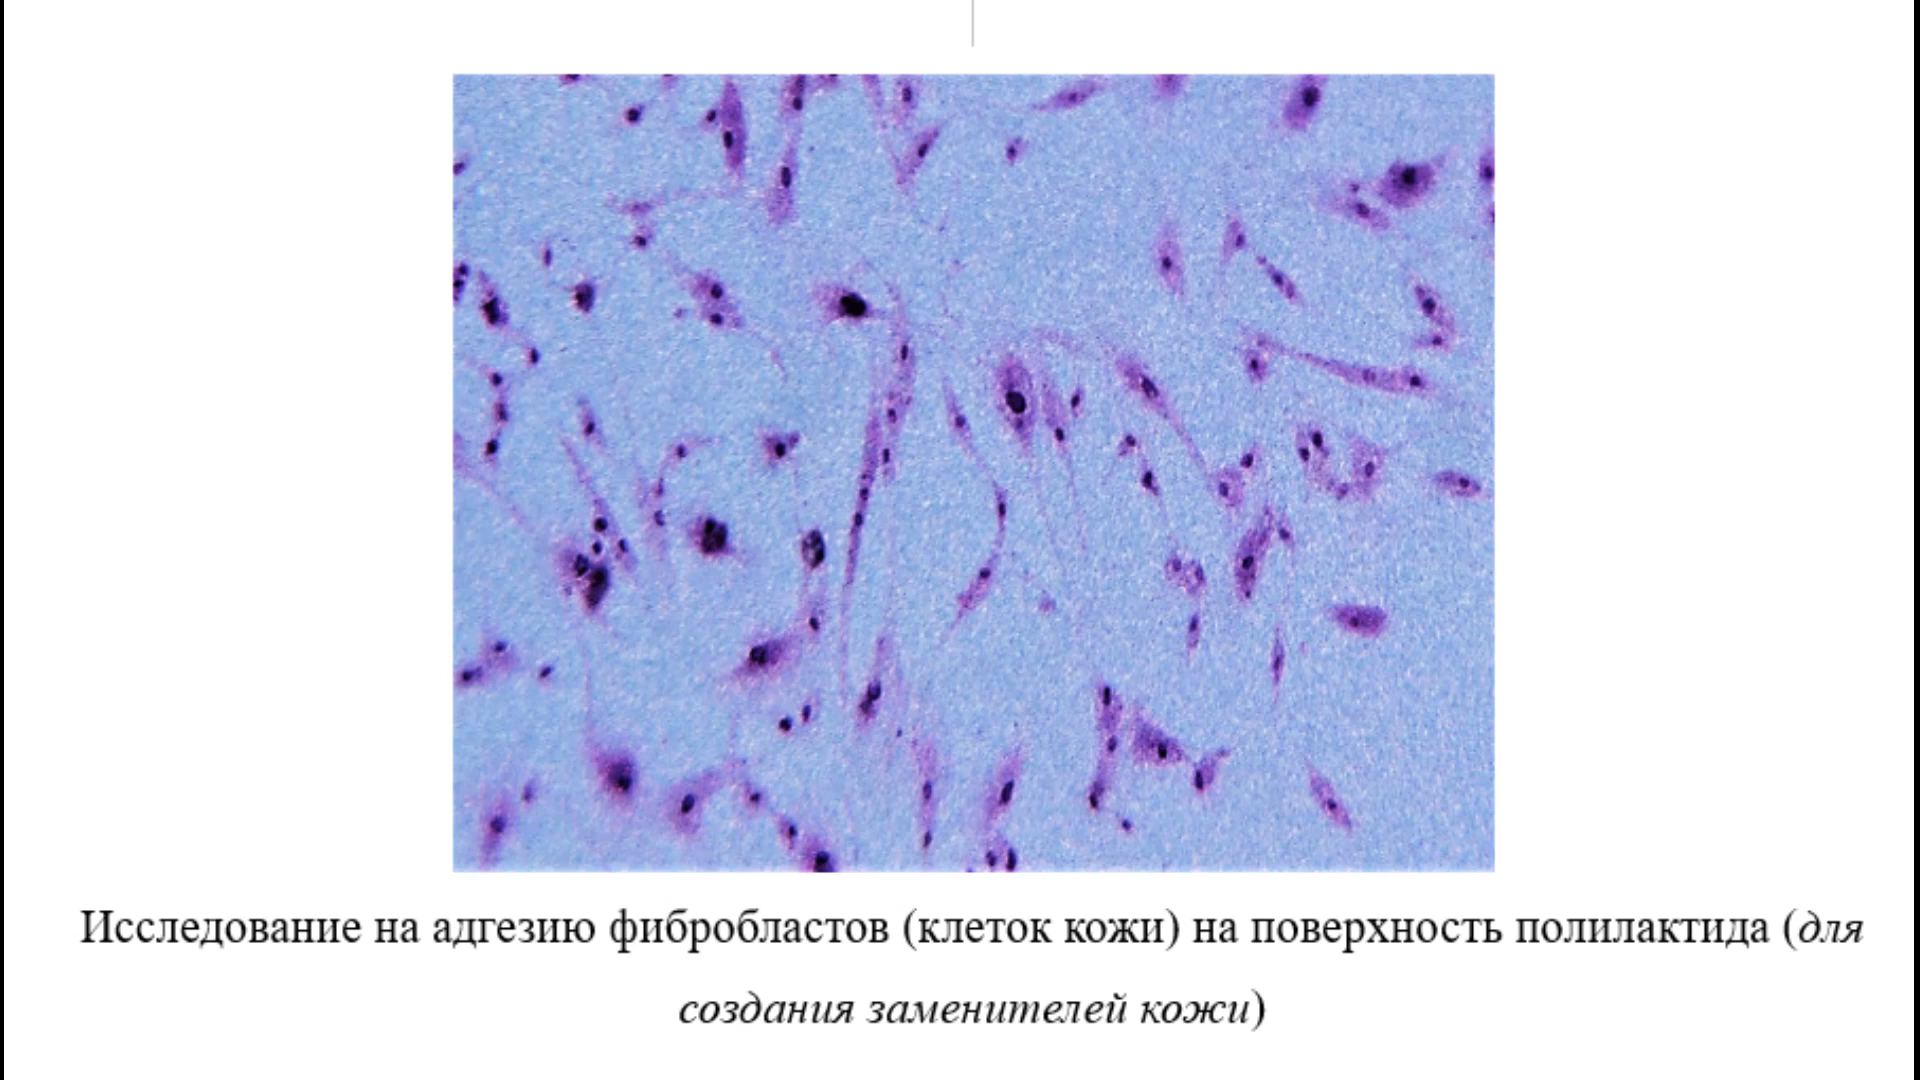 Исследование на адгезию фибробластов (клеток кожи) на поверхность полилактида (для
создания заменителей кожи)